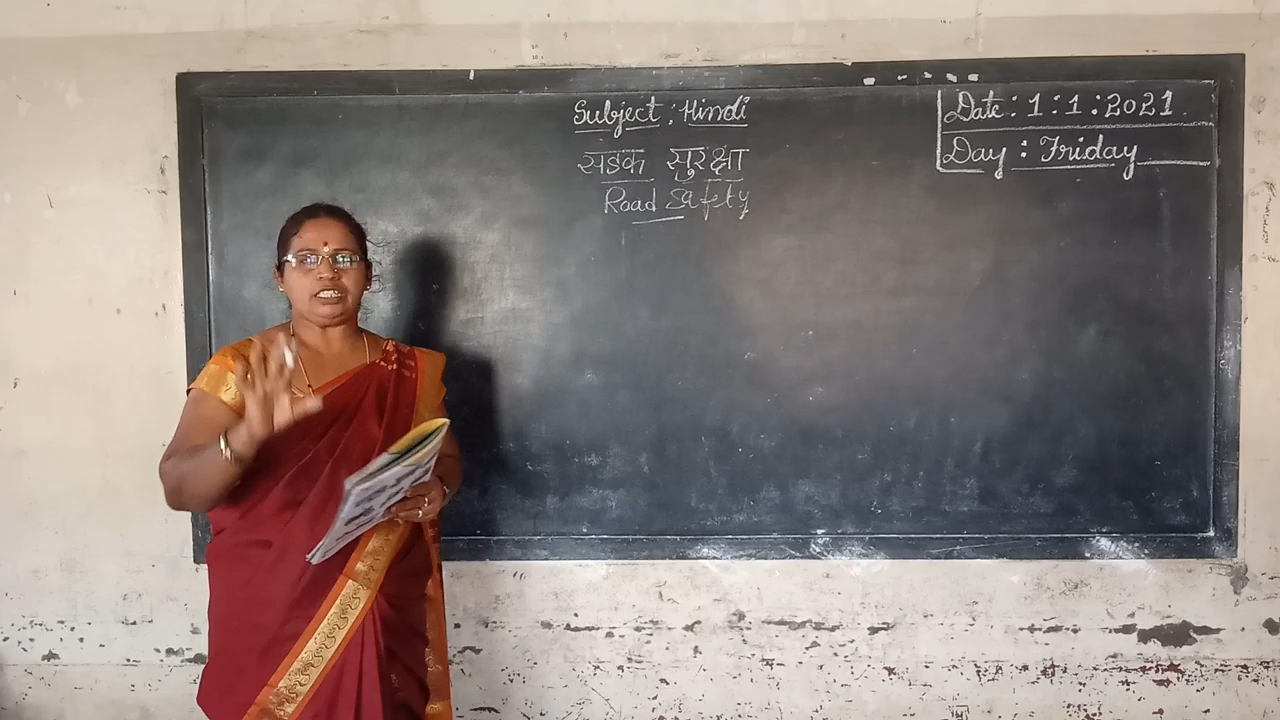 Subject : Hindi
सडक सुरक्षा
Road Safety
Date : 1 : 1 : 2021
Day : Friday